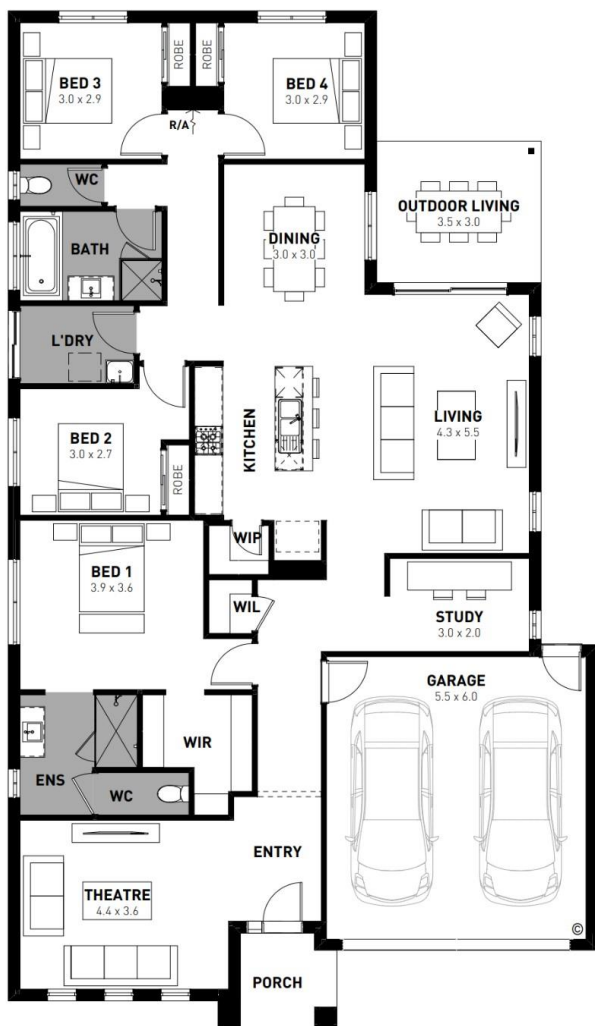 BED 3
3.0 x 2.9
ROBE
ROBE
BED 4
3.0 x 2.9
R/A
WC
BATH
DINING
3.0 x 3.0
OUTDOOR LIVING
3.5 x 3.0
L'DRY
BED 2
3.0 x 2.7
ROBE
KITCHEN
LIVING
4.3 x 5.5
WIP
BED 1
3.9 x 3.6
WIL
STUDY
3.0 x 2.0
GARAGE
5.5 x 6.0
WIR
ENS
WC
ENTRY
THEATRE
4.4 x 3.6
PORCH
©